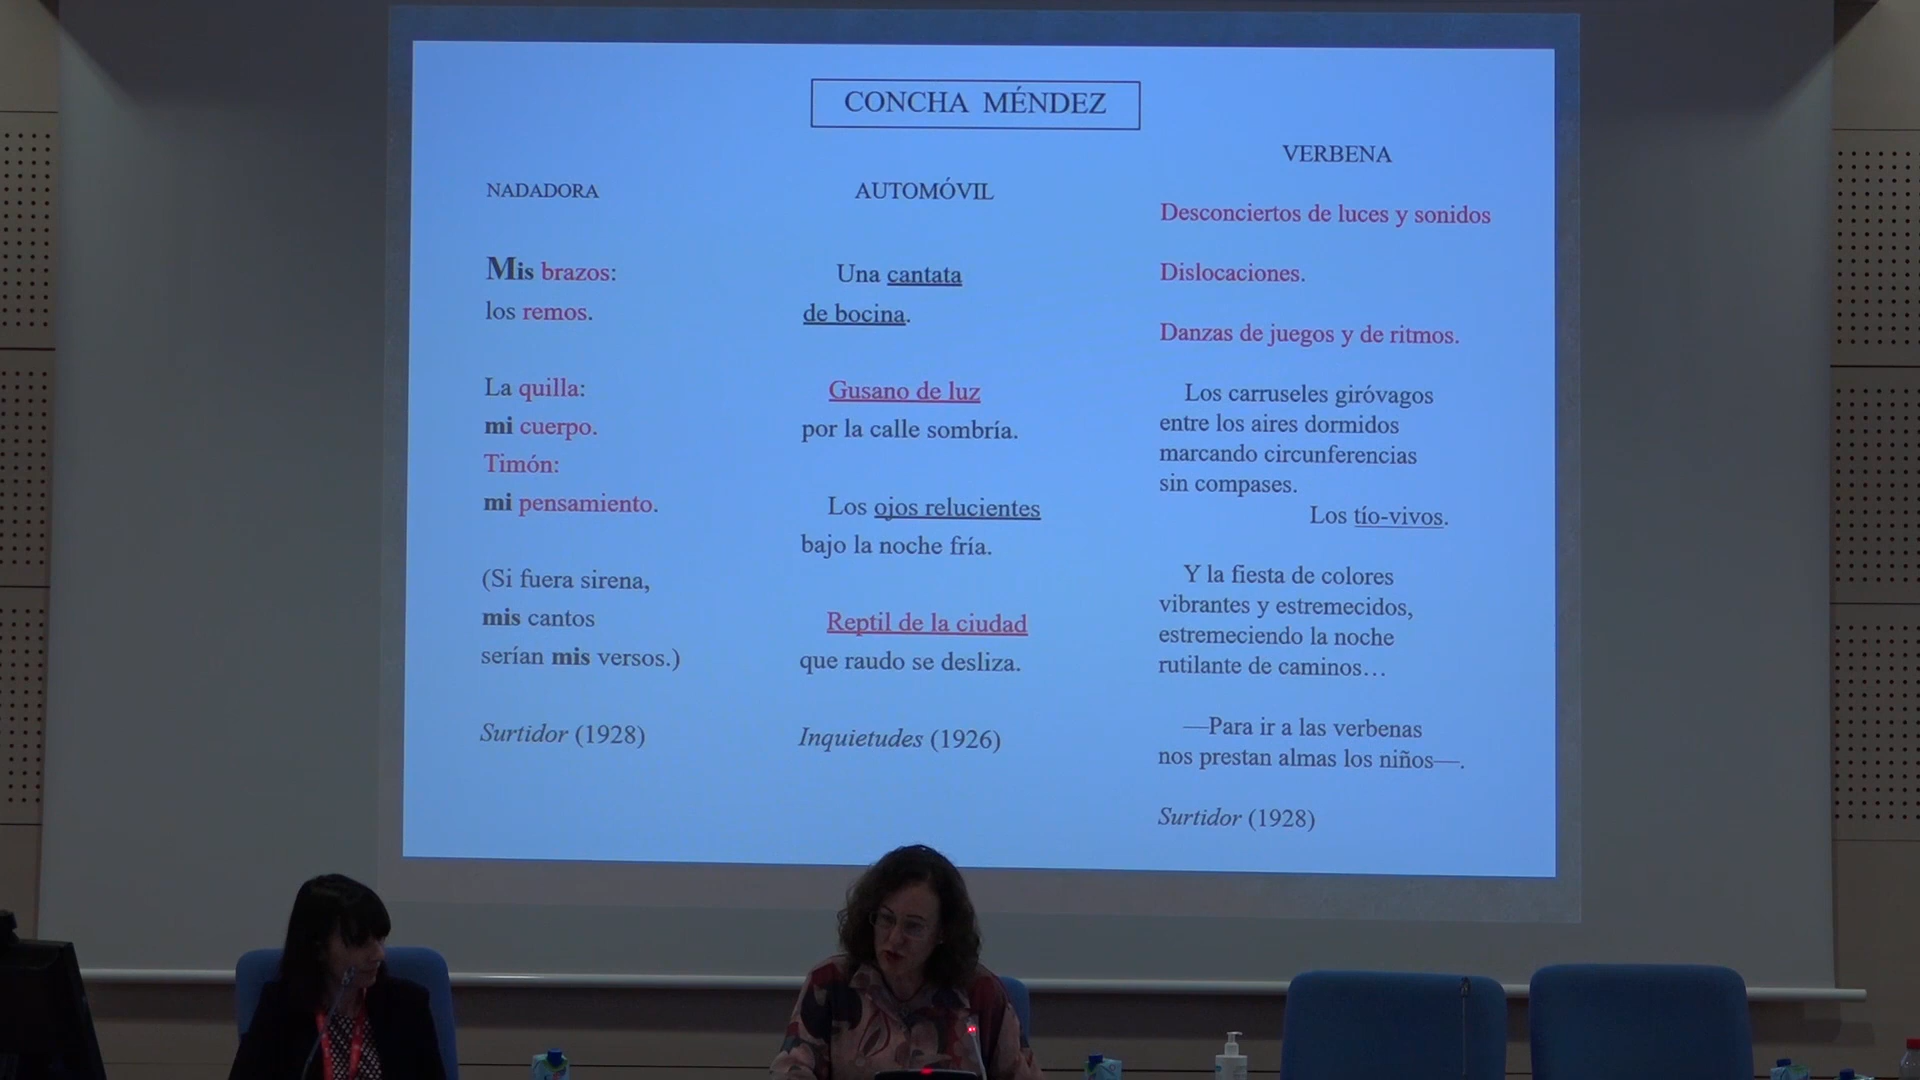 CONCHA MÉNDEZ
NADADORA
Mis brazos:
los remos.
La quilla:
mi cuerpo.
Timón:
mi pensamiento.
(Si fuera sirena,
mis cantos
serían mis versos.)
Surtidor (1928)
AUTOMÓVIL
Una cantata
de bocina.
Gusano de luz
por la calle sombría.
Los ojos relucientes
bajo la noche fría.
Reptil de la ciudad
que raudo se desliza.
Inquietudes (1926)
VERBENA
Desconciertos de luces y sonidos
Dislocaciones.
Danzas de juegos y de ritmos.
Los carruseles giróvagos
entre los aires dormidos
marcando circunferencias
sin compases.
Los tío-vivos.
Y la fiesta de colores
vibrantes y estremecidos,
estremeciendo la noche
rutilante de caminos…
—Para ir a las verbenas
nos prestan almas los niños—.
Surtidor (1928)